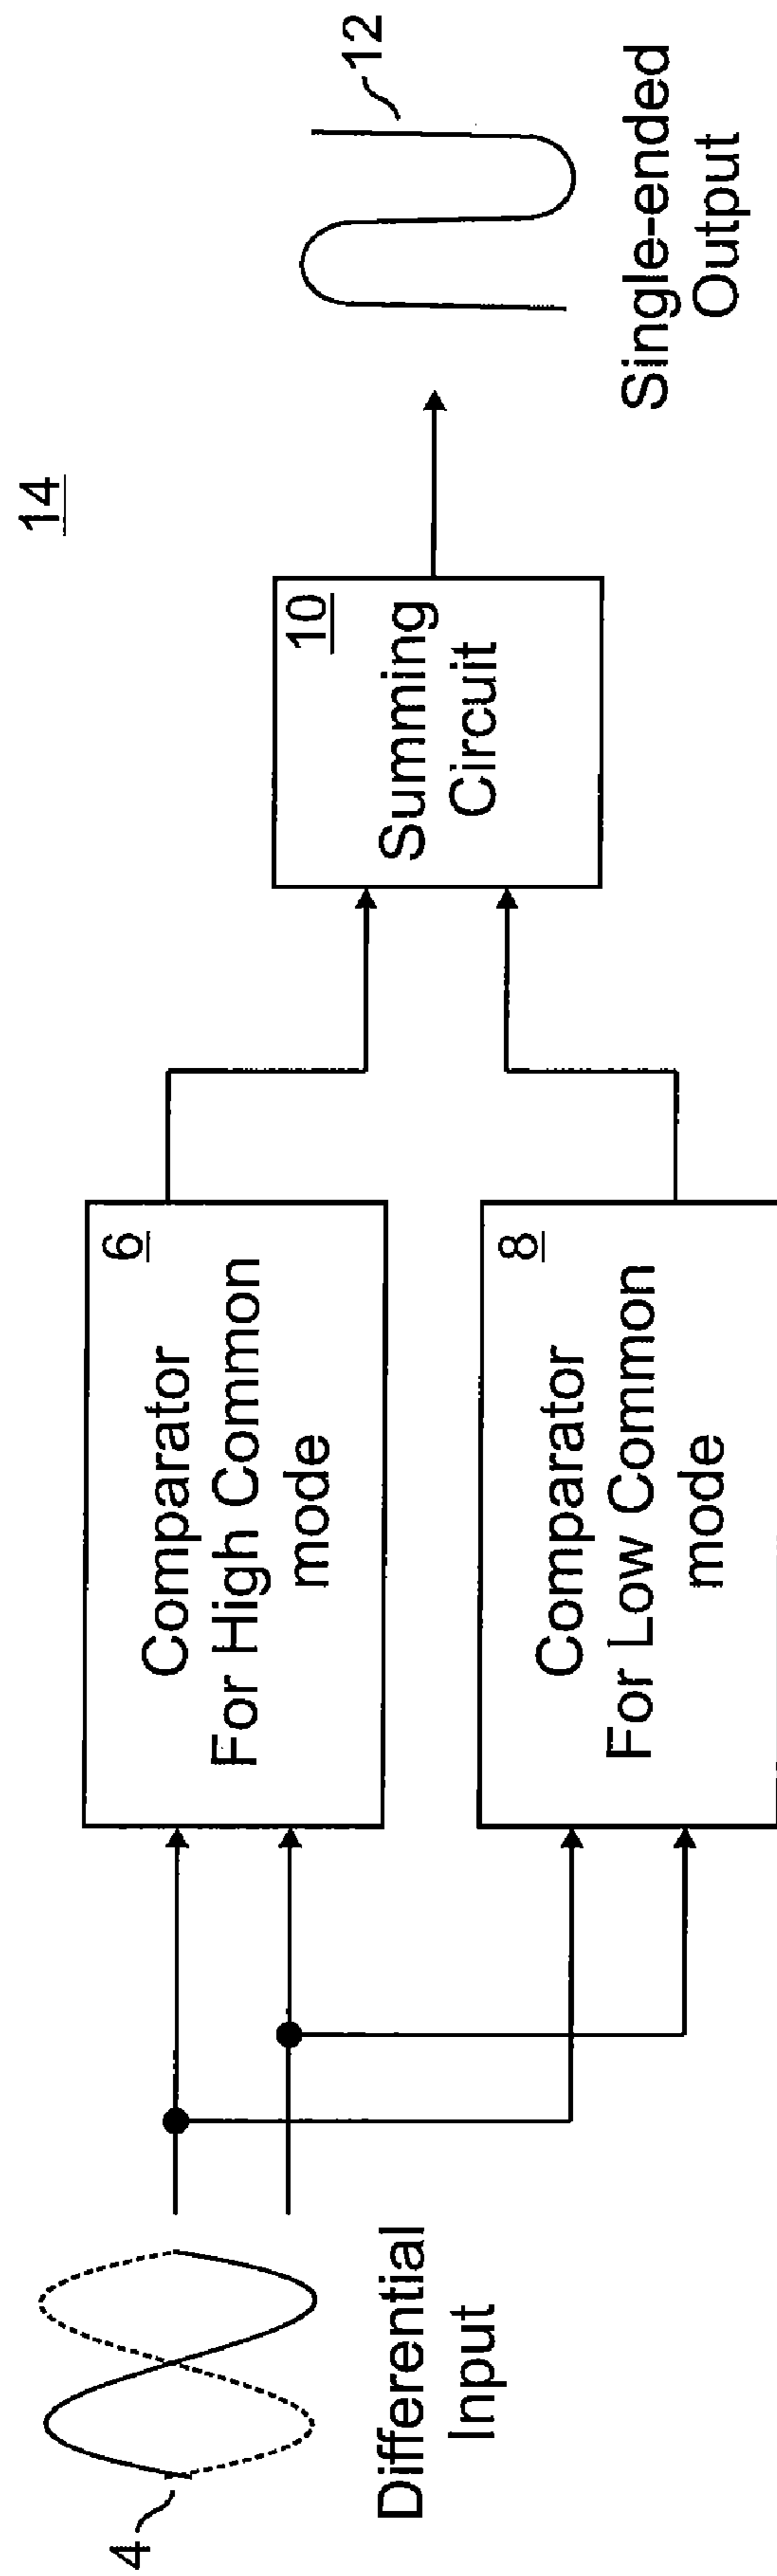 14
4
Differential
Input
6
Comparator
For High Common
mode
8
Comparator
For Low Common
mode
10
Summing
Circuit
12
Single-ended
Output